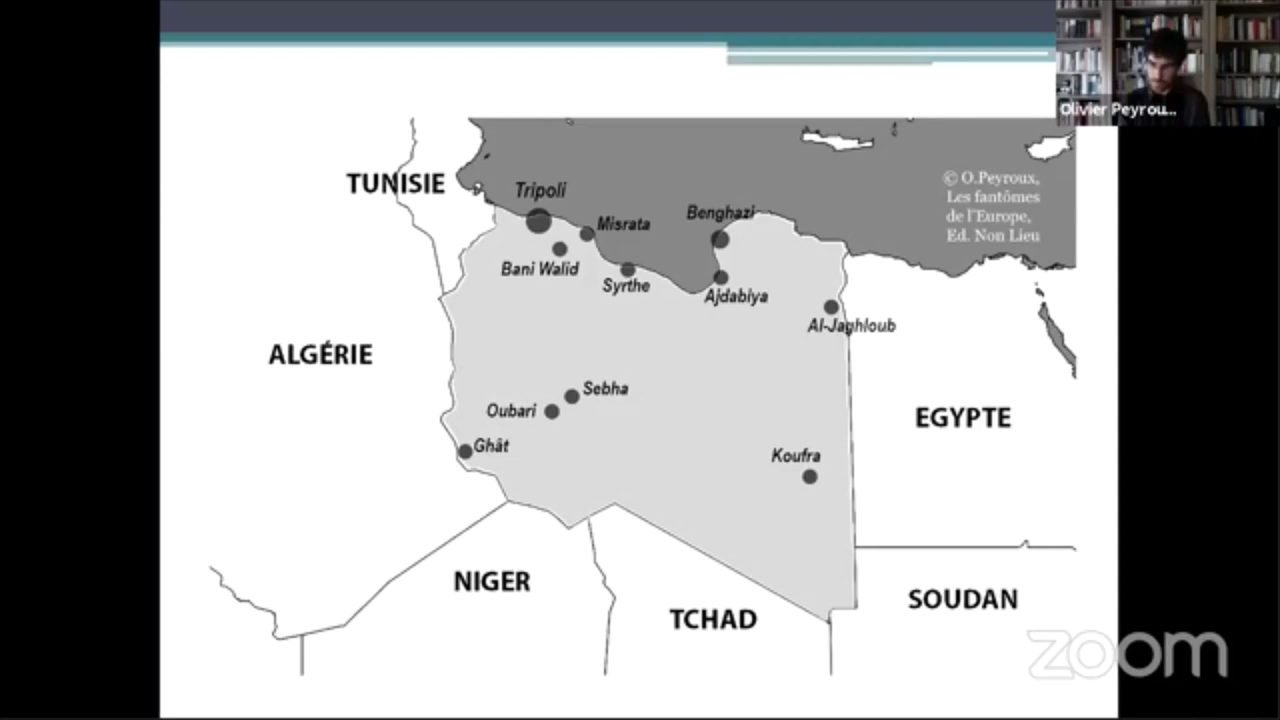 Olivier Peyrou...
TUNISIE
Tripoli
Benghazi
© O.Peyroux,
Les fantômes
de l'Europe,
Ed. Non Lieu
Misrata
Bani Walid
Syrthe
Ajdabiya
Al-Jaghloub
ALGÉRIE
Sebha
Oubari
EGYPTE
Ghât
Koufra
NIGER
TCHAD
SOUDAN
zoom